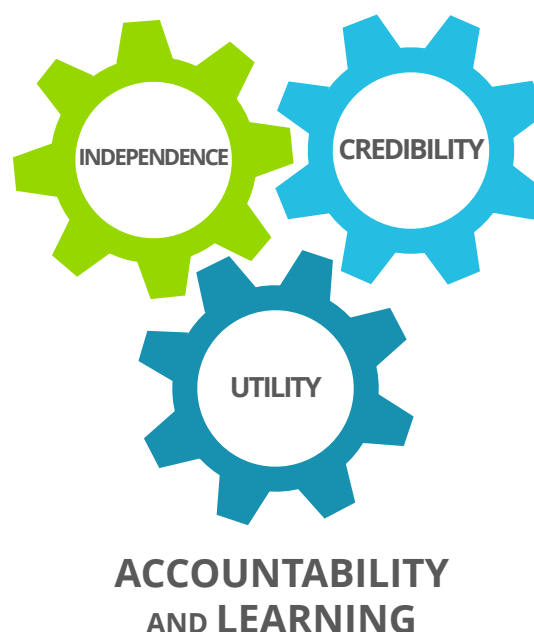 INDEPENDENCE
CREDIBILITY
UTILITY
ACCOUNTABILITY
AND LEARNING